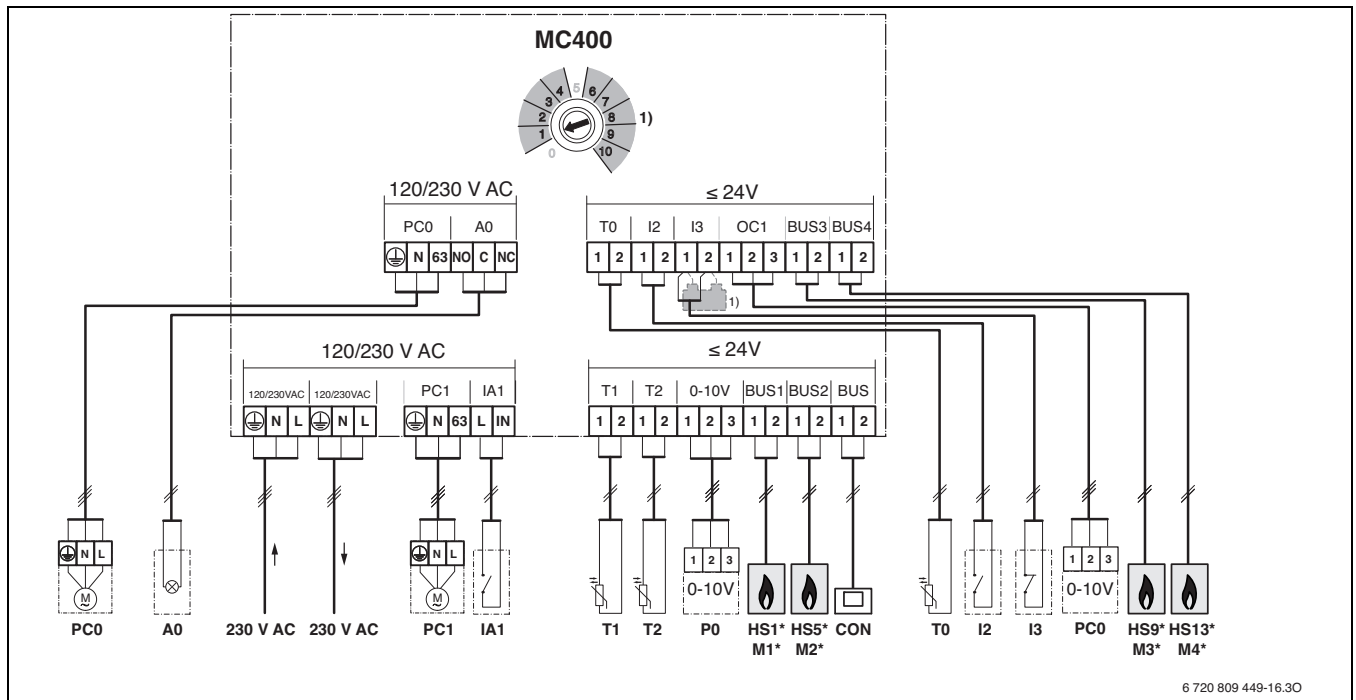 MC400
0 1 2 3 4 5 6 7 8 9 10 1)
120/230 V AC
≤ 24V
PC0 A0
T0 I2 I3 OC1 BUS3 BUS4
N 63 NO C NC
1 2 1 2 1 2 1 2 3 1 2 1 2
1)
120/230 V AC
≤ 24V
120/230VAC 120/230VAC PC1 IA1
T1 T2 0-10V BUS1 BUS2 BUS
N L N L N 63 L IN
1 2 1 2 1 2 3 1 2 1 2 1 2
N L
N L
1 2 3
1 2 3
M
~
M
~
0-10V
0-10V
PC0 A0 230 V AC 230 V AC PC1 IA1 T1 T2 P0 HS1* HS5* CON T0 I2 I3 PC0 HS9* HS13*
M1* M2* M3* M4*
6 720 809 449-16.3O